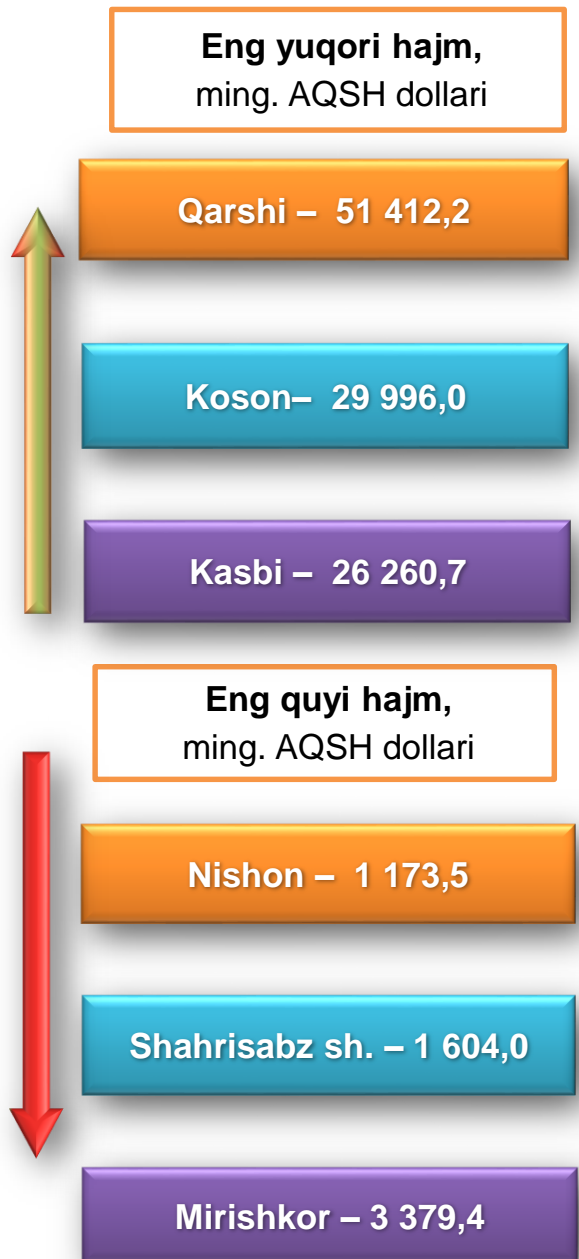 Eng yuqori hajm,
ming. AQSH dollari
Qarshi – 51 412,2
Koson– 29 996,0
Kasbi – 26 260,7
Eng quyi hajm,
ming. AQSH dollari
Nishon – 1 173,5
Shahrisabz sh. – 1 604,0
Mirishkor – 3 379,4